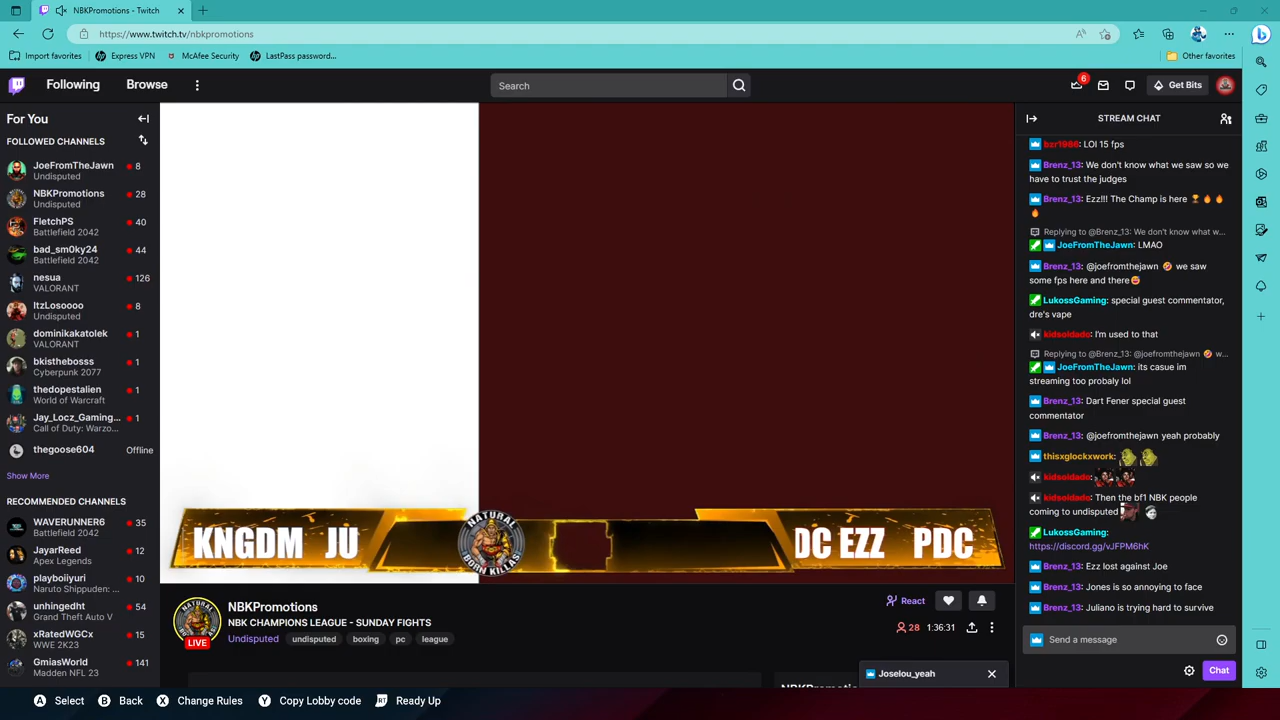 NBKPromotions - Twitch
https://www.twitch.tv/nbkpromotions
Import favorites
Express VPN
McAfee Security
LastPass password...
Other favorites
Following
Browse
Search
6
Get Bits
For You
FOLLOWED CHANNELS
JoeFromTheJawn 8
Undisputed
NBKPromotions 28
Undisputed
FletchPS 40
Battlefield 2042
bad_sm0ky24 44
Battlefield 2042
nesua 126
VALORANT
ItzLosoooo 8
Undisputed
dominikakatolek 1
VALORANT
bkisthebosss 1
Cyberpunk 2077
thedopestalien 1
World of Warcraft
Jay_Locz_Gaming... 1
Call of Duty: Warzo...
thegoose604 Offline
Show More
RECOMMENDED CHANNELS
WAVERUNNER6 35
Rocket League
JayarReed 12
Apex Legends
playboiiyuri 10
Naruto Shippuden: ...
unhingedht 54
Grand Theft Auto V
xRatedWGCx 15
WWE 2K23
GmiasWorld 141
Madden NFL 23
KNGDM JU
NATURAL
BORN KILLAS
DC EZZ PDC
NATURAL
LIVE
NBKPromotions
NBK CHAMPIONS LEAGUE - SUNDAY FIGHTS
Undisputed undisputed boxing pc league
React
28 1:36:31
Joselou_yeah
STREAM CHAT
bzr1986: LOl 15 fps
Brenz_13: We don't know what we saw so we
have to trust the judges
Brenz_13: Ezz!!! The Champ is here 🏆🔥🔥
🔥
Replying to @Brenz_13: We don't know what w...
JoeFromTheJawn: LMAO
Brenz_13: @joefromthejawn 🤣 we saw
some fps here and there😅
LukossGaming: special guest commentator,
dre's vape
kidsoldado: I'm used to that
Replying to @Brenz_13: @joefromthejawn 🤣 w...
JoeFromTheJawn: its casue im
streaming too probaly lol
Brenz_13: Dart Fener special guest
commentator
Brenz_13: @joefromthejawn yeah probably
thisxglockxwork:
kidsoldado:
kidsoldado: Then the bf1 NBK people
coming to undisputed
LukossGaming:
https://discord.gg/vJFPM6hK
Brenz_13: Ezz lost against Joe
Brenz_13: Jones is so annoying to face
Brenz_13: Juliano is trying hard to survive
Send a message
Chat
A Select B Back X Change Rules Y Copy Lobby code RT Ready Up